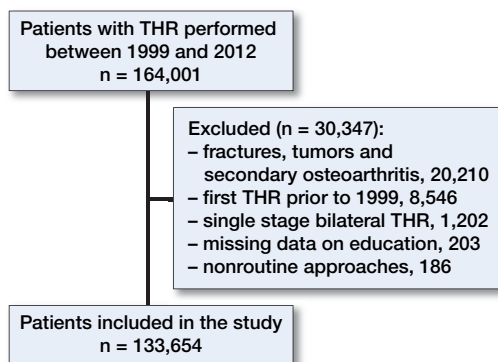 Patients with THR performed
between 1999 and 2012
n = 164,001
Excluded (n = 30,347):
– fractures, tumors and
secondary osteoarthritis, 20,210
– first THR prior to 1999, 8,546
– single stage bilateral THR, 1,202
– missing data on education, 203
– nonroutine approaches, 186
Patients included in the study
n = 133,654